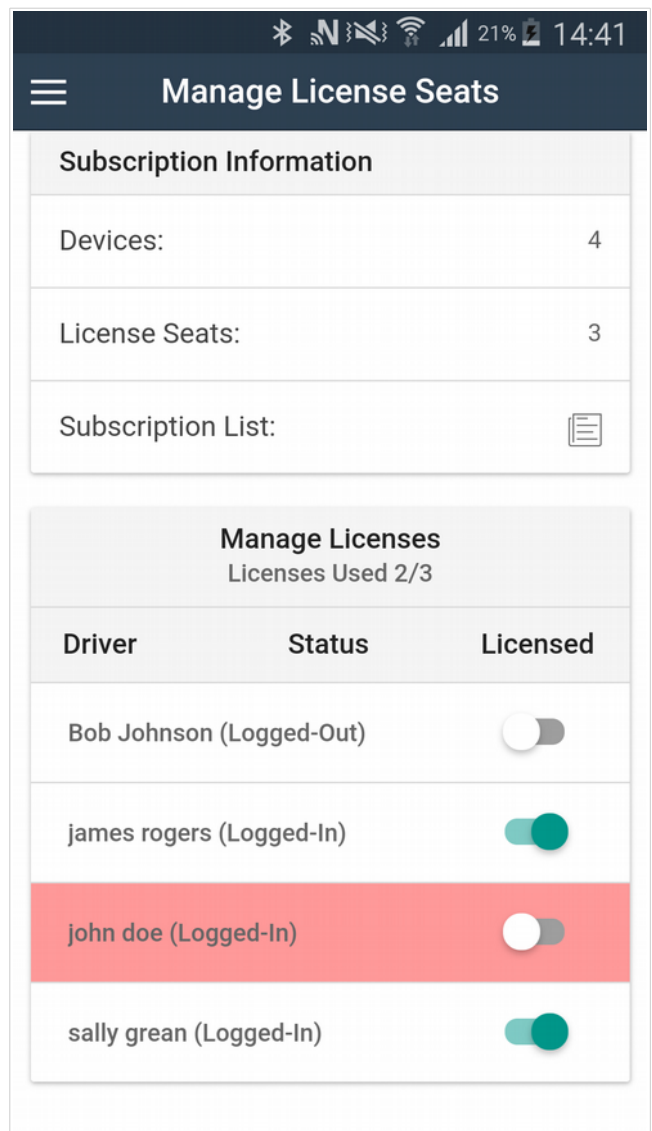 21% 14:41
Manage License Seats
Subscription Information
Devices: 4
License Seats: 3
Subscription List:
Manage Licenses
Licenses Used 2/3
Driver Status Licensed
Bob Johnson (Logged-Out)
james rogers (Logged-In)
john doe (Logged-In)
sally grean (Logged-In)